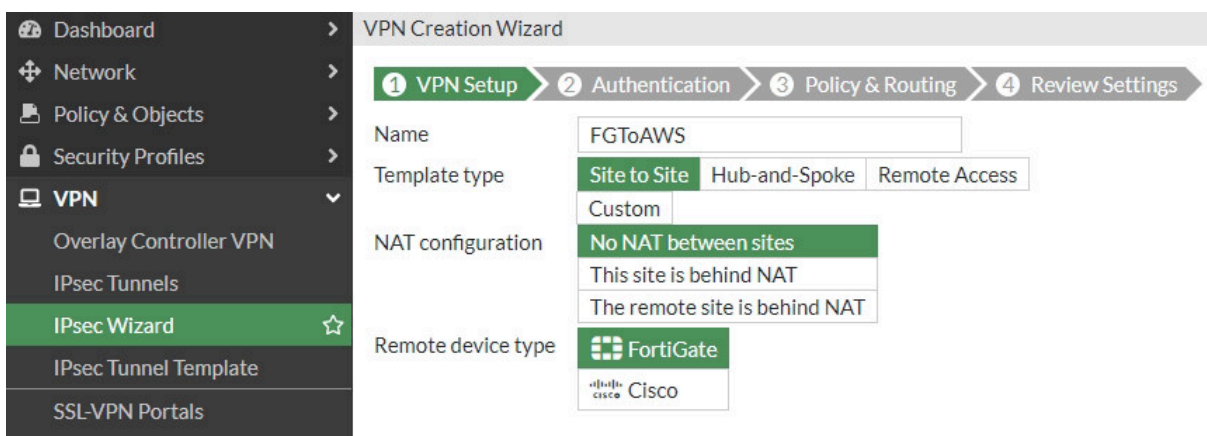 Dashboard
Network
Policy & Objects
Security Profiles
VPN
Overlay Controller VPN
IPsec Tunnels
IPsec Wizard
IPsec Tunnel Template
SSL-VPN Portals
VPN Creation Wizard
1 VPN Setup 2 Authentication 3 Policy & Routing 4 Review Settings
Name FGToAWS
Template type Site to Site Hub-and-Spoke Remote Access
Custom
NAT configuration No NAT between sites
This site is behind NAT
The remote site is behind NAT
Remote device type FortiGate
cisco Cisco